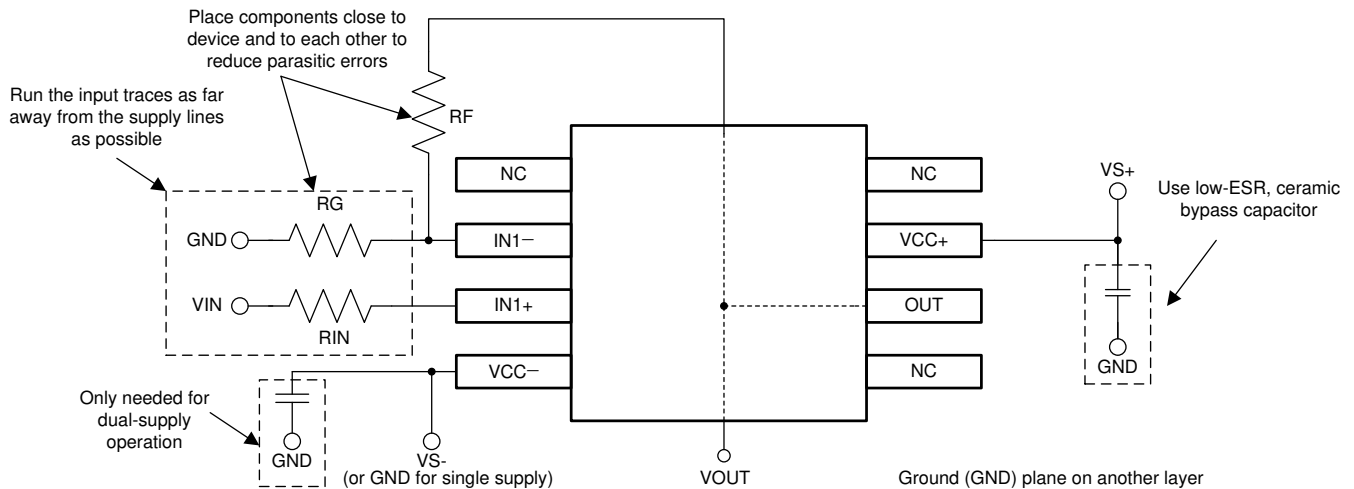 Place components close to
device and to each other to
reduce parasitic errors
Run the input traces as far
away from the supply lines
as possible
RF
NC
NC
VS+
Use low-ESR, ceramic
bypass capacitor
RG
GND
IN1−
VCC+
VIN
IN1+
OUT
RIN
GND
VCC−
NC
Only needed for
dual-supply
operation
GND
VS-
(or GND for single supply)
VOUT
Ground (GND) plane on another layer